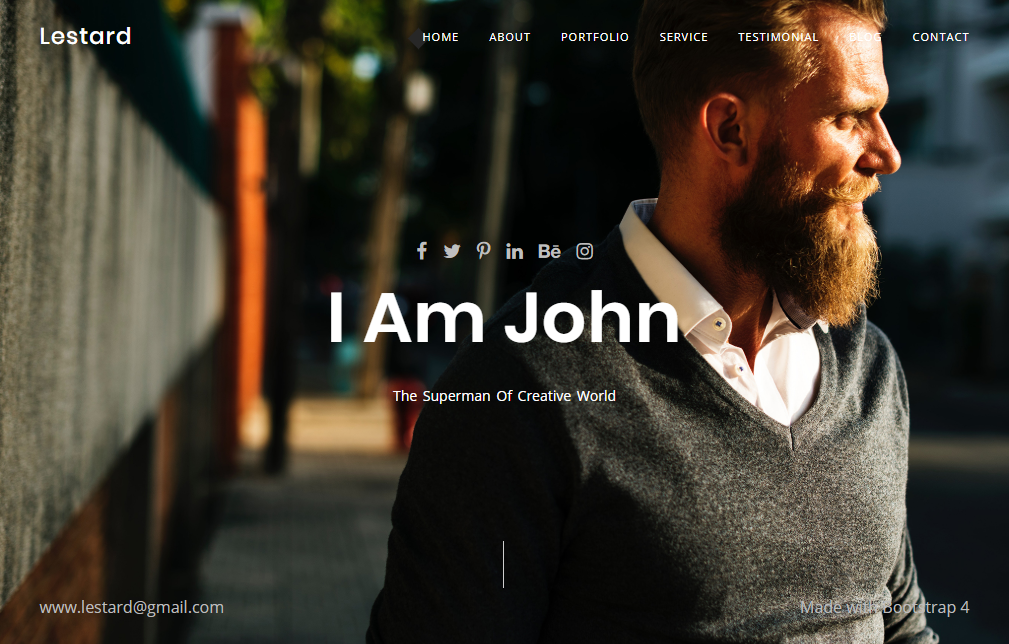 Lestard
HOME ABOUT PORTFOLIO SERVICE TESTIMONIAL BLOG CONTACT
Bē
I Am John
The Superman Of Creative World
www.lestard@gmail.com
Made with Bootstrap 4